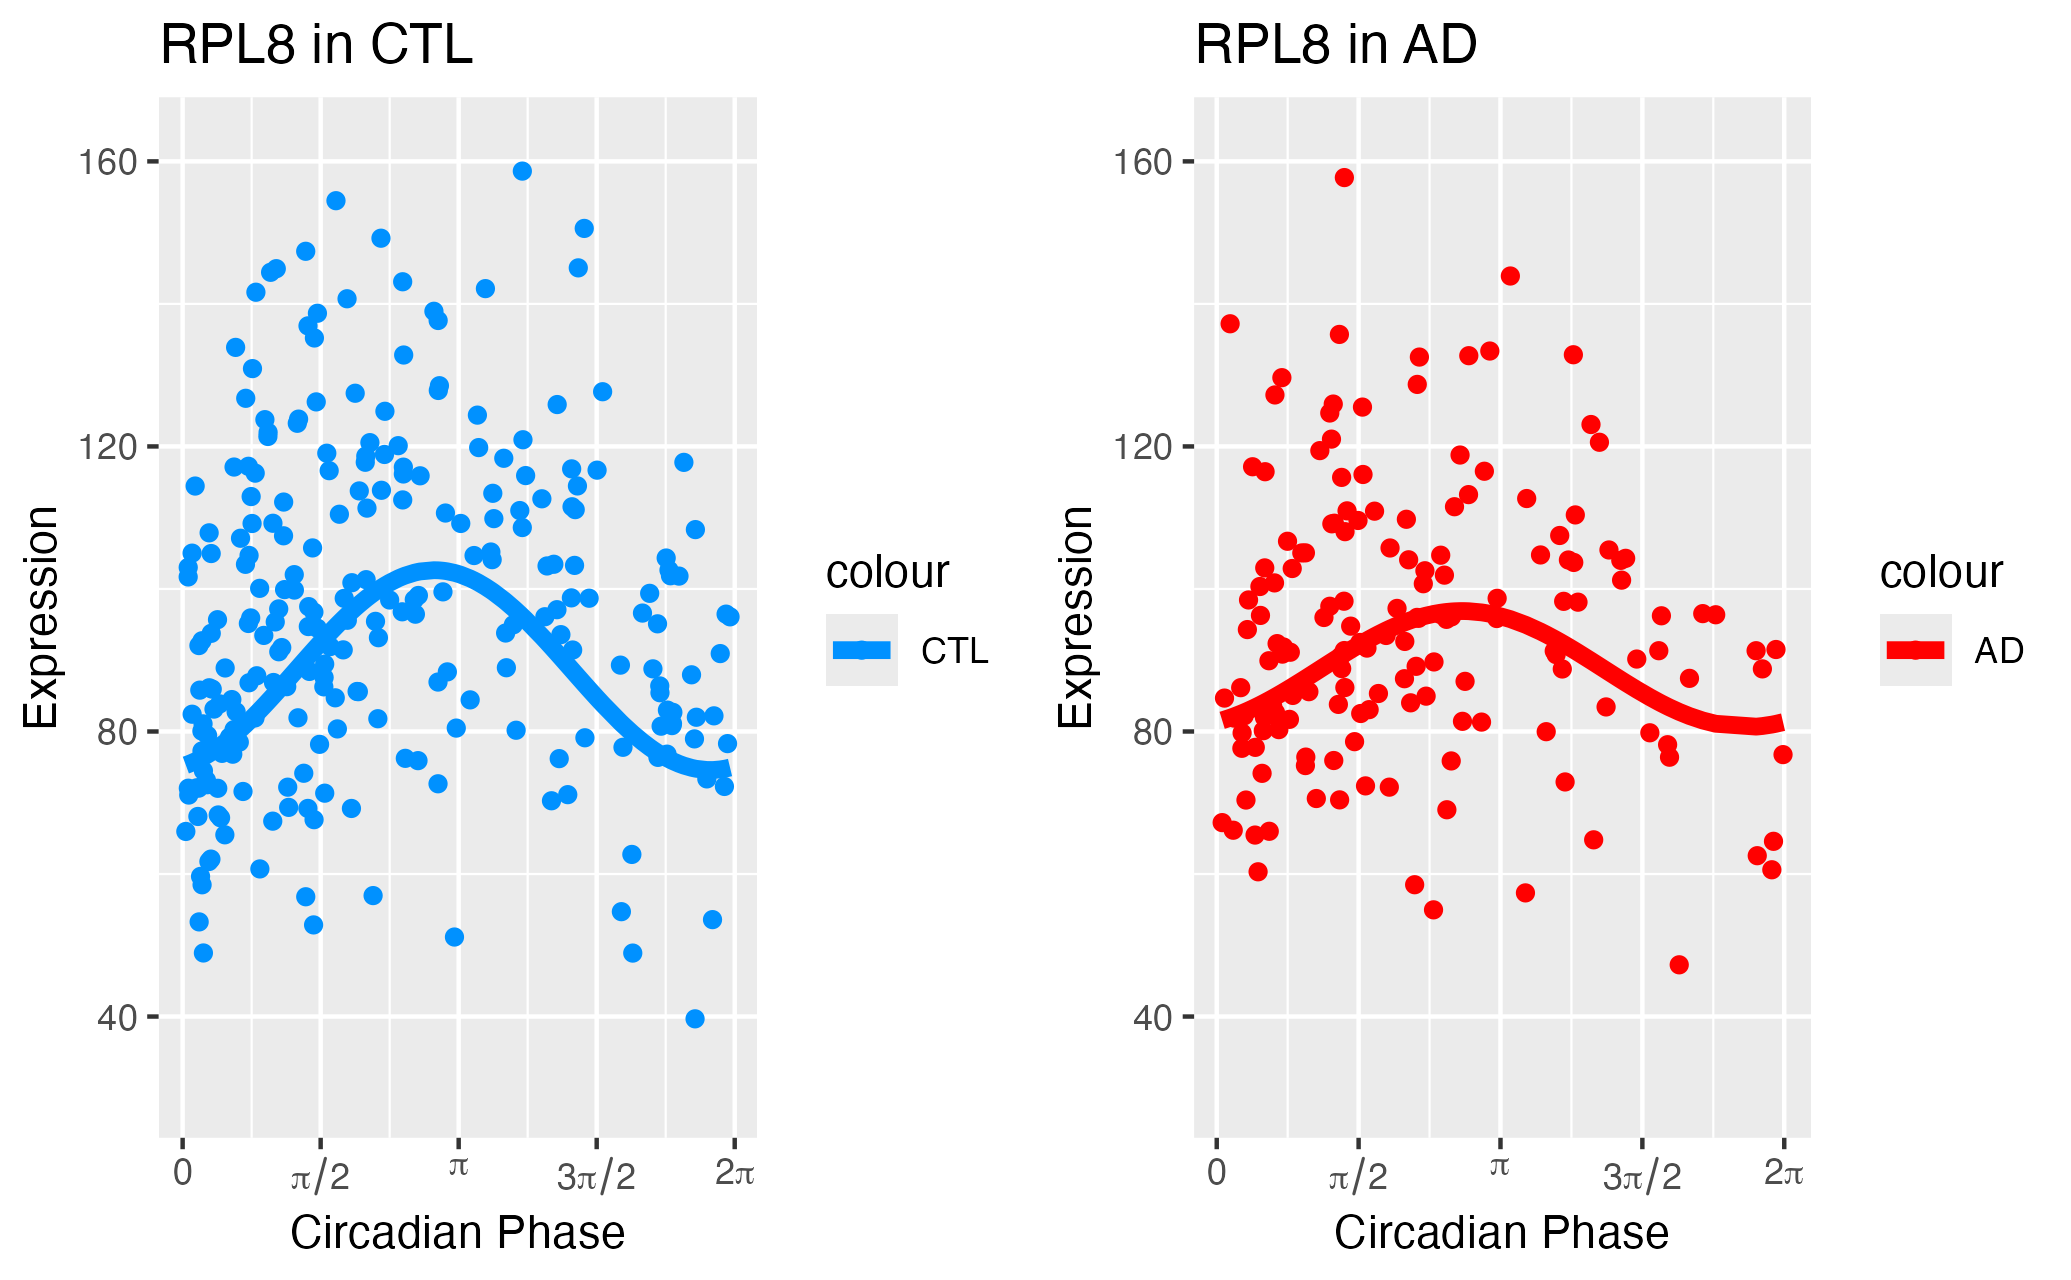 RPL8 in CTL
160
120
80
40
Expression
0 π/2 π 3π/2 2π
Circadian Phase
colour
CTL
RPL8 in AD
160
120
80
40
Expression
0 π/2 π 3π/2 2π
Circadian Phase
colour
AD